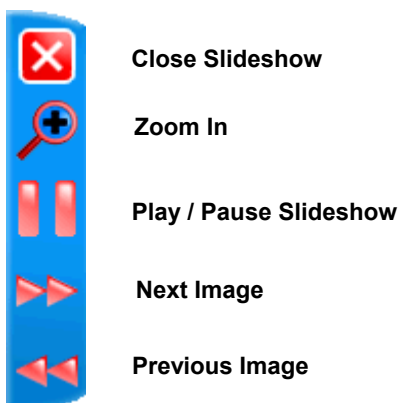 Close Slideshow
Zoom In
Play / Pause Slideshow
Next Image
Previous Image